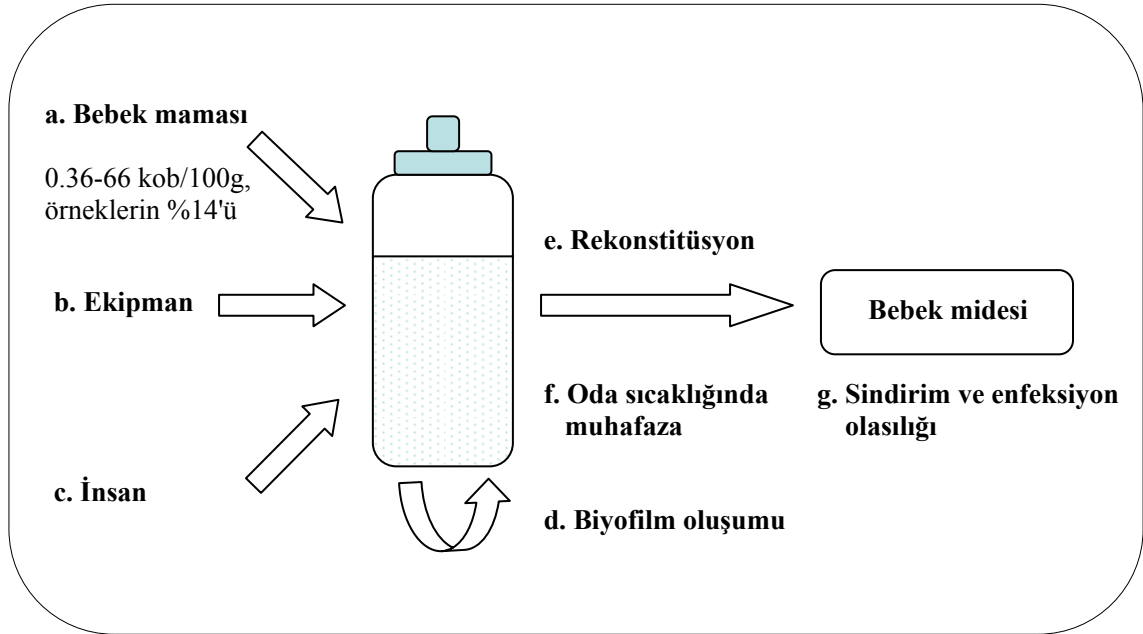 a. Bebek maması
0.36-66 kob/100g,
örneklerin %14'ü
b. Ekipman
c. İnsan
e. Rekonstitüsyon
f. Oda sıcaklığında
muhafaza
d. Biyofilm oluşumu
Bebek midesi
g. Sindirim ve enfeksiyon
olasılığı